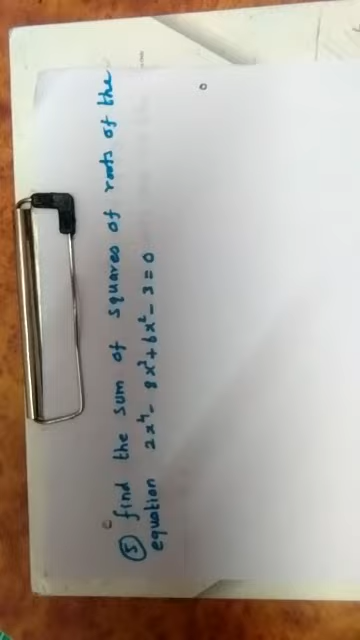 ⑤ find the sum of squares of roots of the
equation 2x⁴- 8x³+6x²-3=0